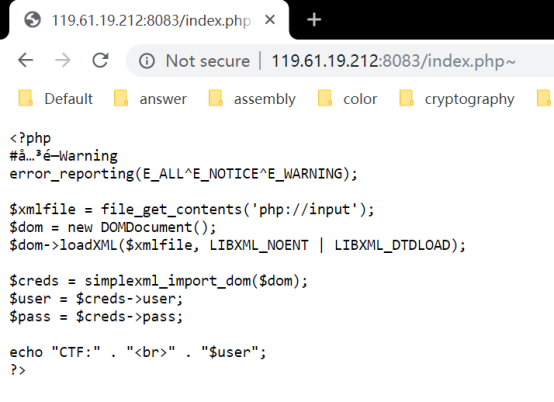 119.61.19.212:8083/index.php
Not secure | 119.61.19.212:8083/index.php~
Default answer assembly color cryptography
<?php
#å…³é—Warning
error_reporting(E_ALL^E_NOTICE^E_WARNING);
$xmlfile = file_get_contents('php://input');
$dom = new DOMDocument();
$dom->loadXML($xmlfile, LIBXML_NOENT | LIBXML_DTDLOAD);
$creds = simplexml_import_dom($dom);
$user = $creds->user;
$pass = $creds->pass;
echo "CTF:" . "<br>" . "$user";
?>